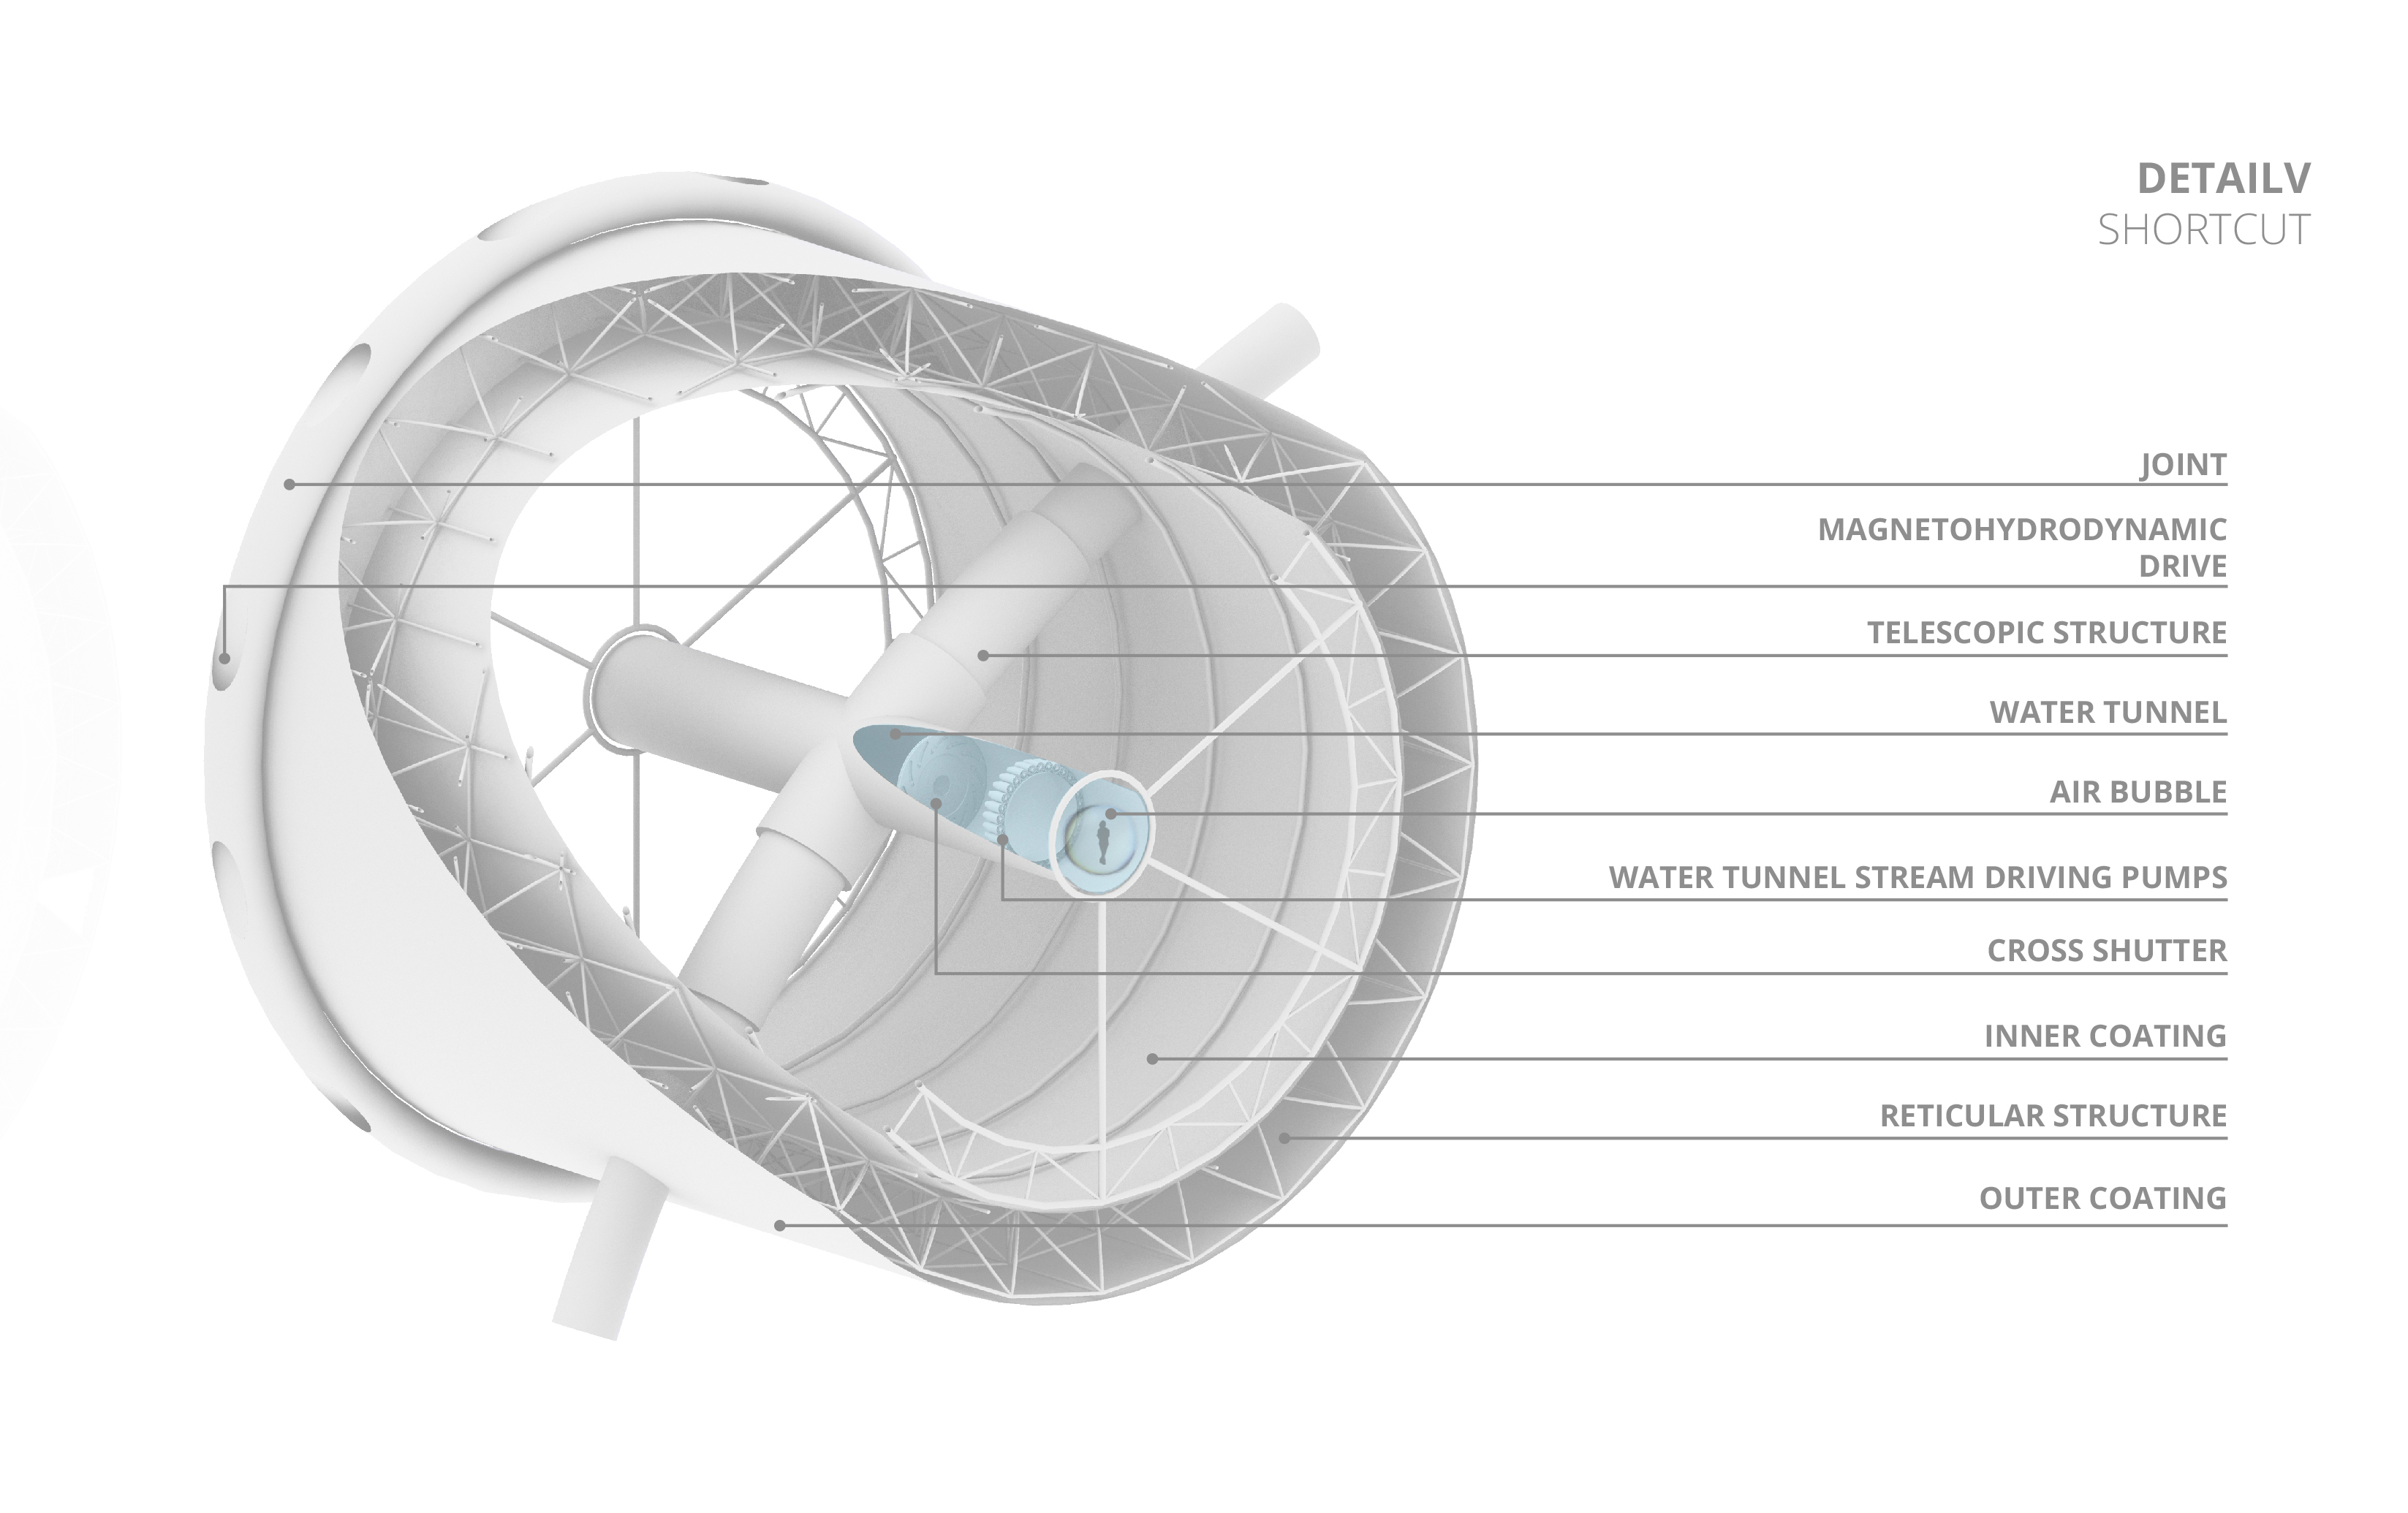 DETAILV
SHORTCUT
JOINT
MAGNETOHYDRODYNAMIC
DRIVE
TELESCOPIC STRUCTURE
WATER TUNNEL
AIR BUBBLE
WATER TUNNEL STREAM DRIVING PUMPS
CROSS SHUTTER
INNER COATING
RETICULAR STRUCTURE
OUTER COATING